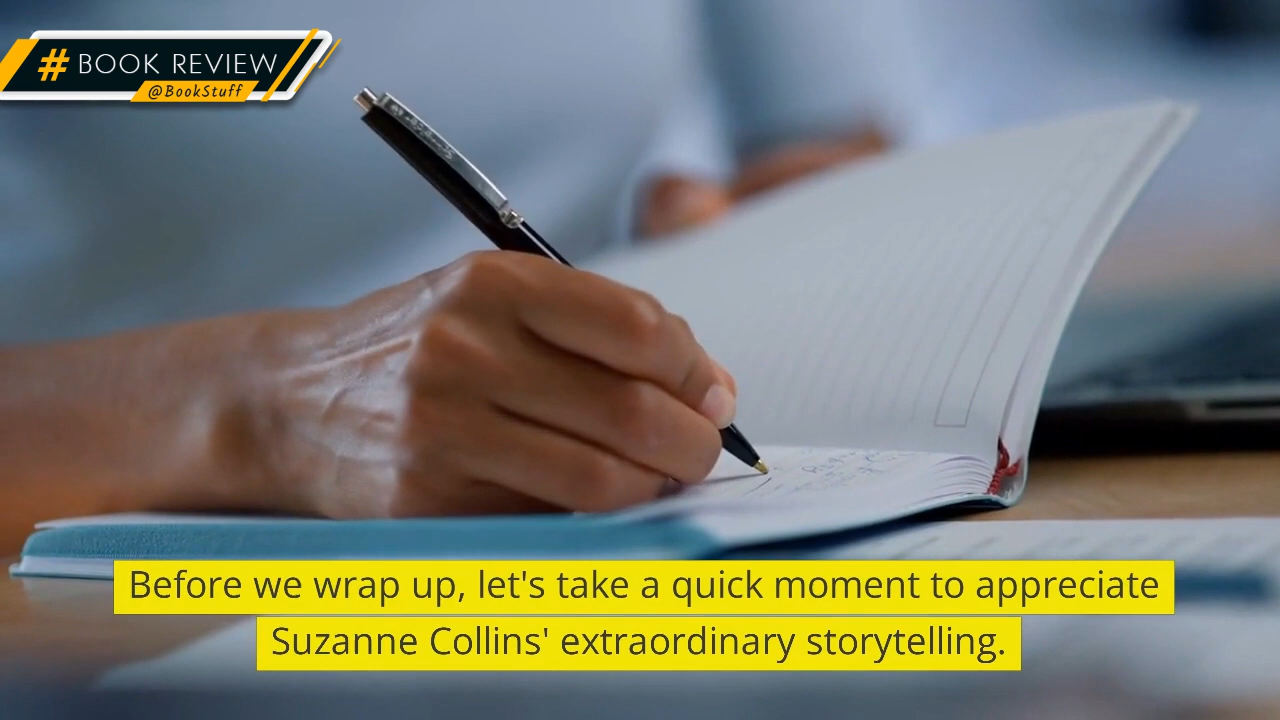 # BOOK REVIEW
@BookStuff
Before we wrap up, let's take a quick moment to appreciate
Suzanne Collins' extraordinary storytelling.